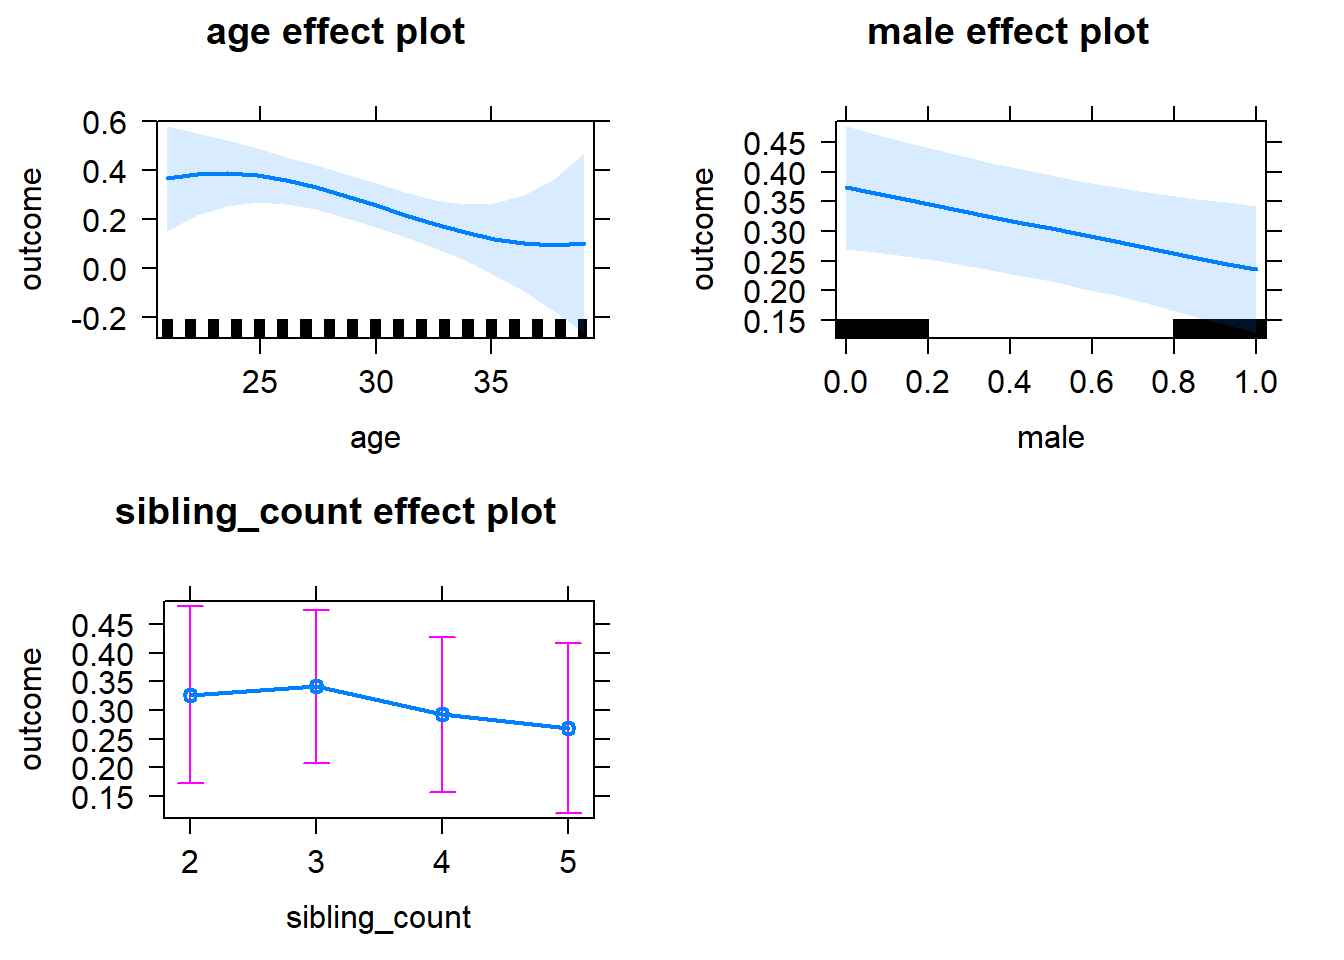 age effect plot
outcome
0.6
0.4
0.2
0.0
-0.2
25 30 35
age
male effect plot
outcome
0.45
0.40
0.35
0.30
0.25
0.20
0.15
0.0 0.2 0.4 0.6 0.8 1.0
male
sibling_count effect plot
outcome
0.45
0.40
0.35
0.30
0.25
0.20
0.15
2 3 4 5
sibling_count